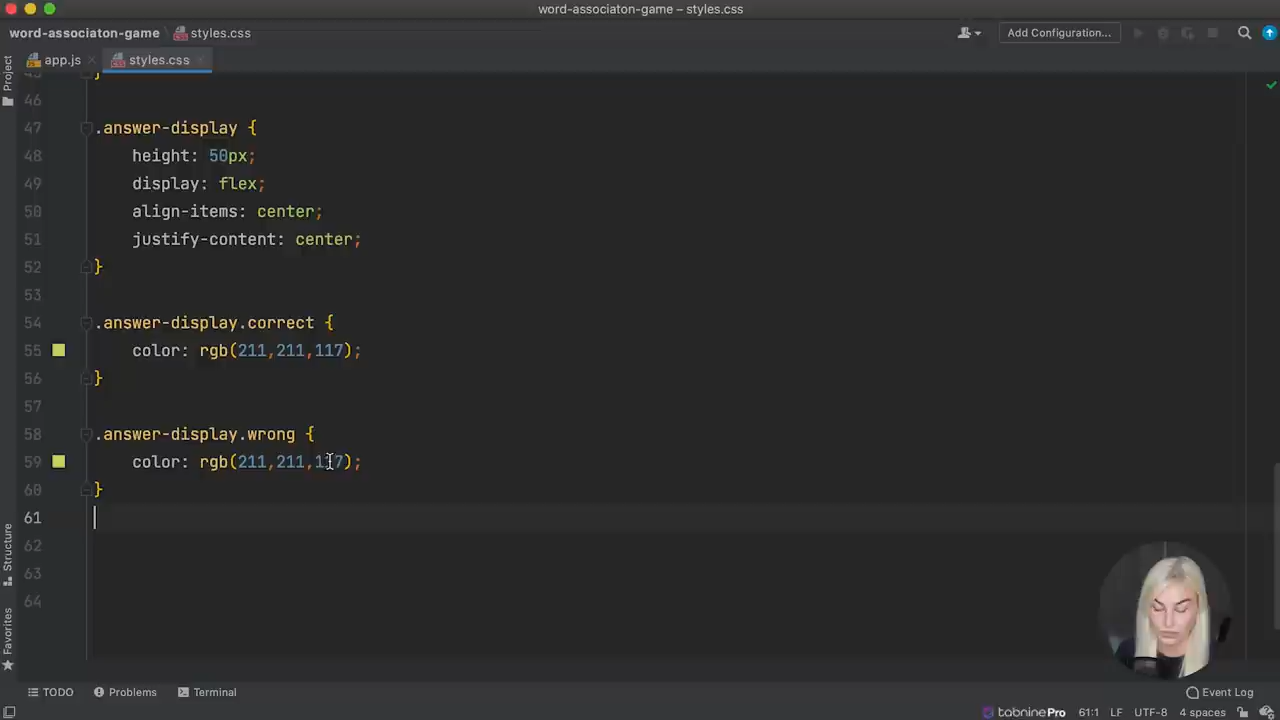 word-associaton-game – styles.css
word-associaton-game styles.css Add Configuration...
Project app.js styles.css
46
47 .answer-display {
48 height: 50px;
49 display: flex;
50 align-items: center;
51 justify-content: center;
52 }
53
54 .answer-display.correct {
55 color: rgb(211,211,117);
56 }
57
58 .answer-display.wrong {
59 color: rgb(211,211,117);
60 }
61
62
63
64
Structure
Favorites
TODO Problems Terminal Event Log
tabninePro 61:1 LF UTF-8 4 spaces